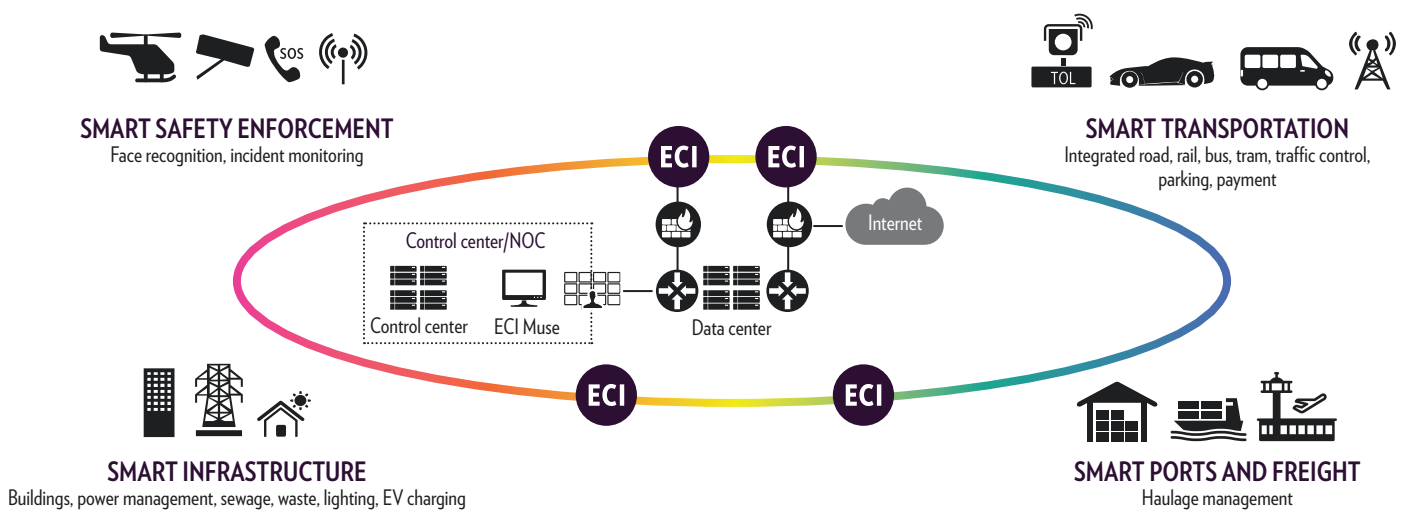 SOS
SMART SAFETY ENFORCEMENT
Face recognition, incident monitoring
TOL
SMART TRANSPORTATION
Integrated road, rail, bus, tram, traffic control,
parking, payment
ECI
ECI
Internet
Control center/NOC
Control center
ECI Muse
Data center
ECI
ECI
SMART INFRASTRUCTURE
Buildings, power management, sewage, waste, lighting, EV charging
SMART PORTS AND FREIGHT
Haulage management